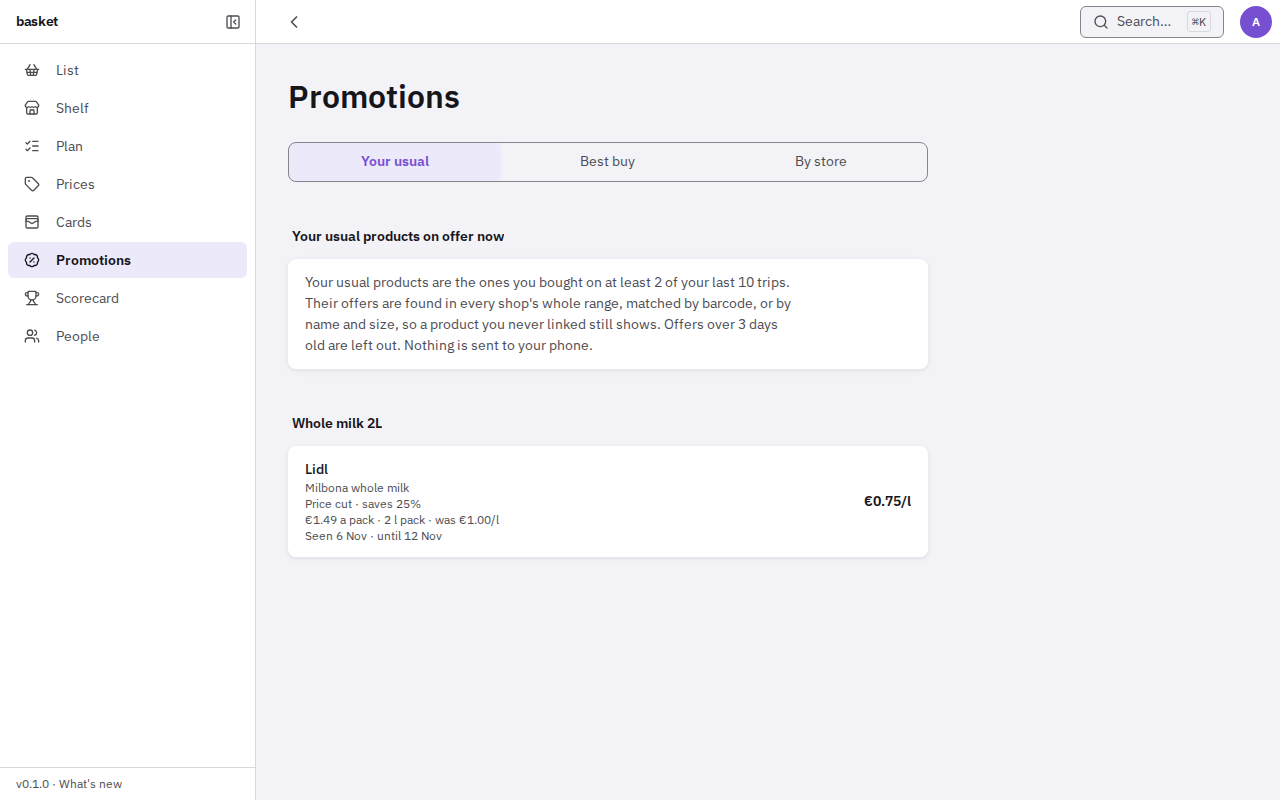 basket
Search...
⌘K
A
List
Shelf
Plan
Prices
Cards
Promotions
Scorecard
People
v0.1.0 · What's new
Promotions
Your usual
Best buy
By store
Your usual products on offer now
Your usual products are the ones you bought on at least 2 of your last 10 trips.
Their offers are found in every shop's whole range, matched by barcode, or by
name and size, so a product you never linked still shows. Offers over 3 days
old are left out. Nothing is sent to your phone.
Whole milk 2L
Lidl
Milbona whole milk
Price cut · saves 25%
€1.49 a pack · 2 l pack · was €1.00/l
Seen 6 Nov · until 12 Nov
€0.75/l